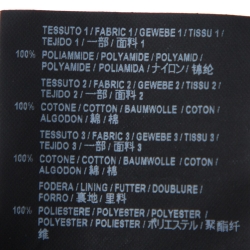 TESSUTO 1 / FABRIC 1 / GEWEBE 1 / TISSU 1 /
TEJIDO 1 / 一部 / 面料 1
100% POLIAMMIDE / POLYAMIDE / POLYAMID /
POLYAMIDE / POLIAMIDA / ナイロン / 锦纶
TESSUTO 2 / FABRIC 2 / GEWEBE 2 / TISSU 2 /
TEJIDO 2 / 一部 / 面料 2
100% COTONE / COTTON / BAUMWOLLE / COTON /
ALGODON / 綿 / 棉
TESSUTO 3 / FABRIC 3 / GEWEBE 3 / TISSU 3 /
TEJIDO 3 / 一部 / 面料 3
100% COTONE / COTTON / BAUMWOLLE / COTON /
ALGODON / 綿 / 棉
FODERA / LINING / FUTTER / DOUBLURE /
FORRO / 裏地 / 里料
100% POLIESTERE / POLYESTER / POLYESTER /
POLYESTER / POLIESTER / ポリエステル / 聚酯纤
维